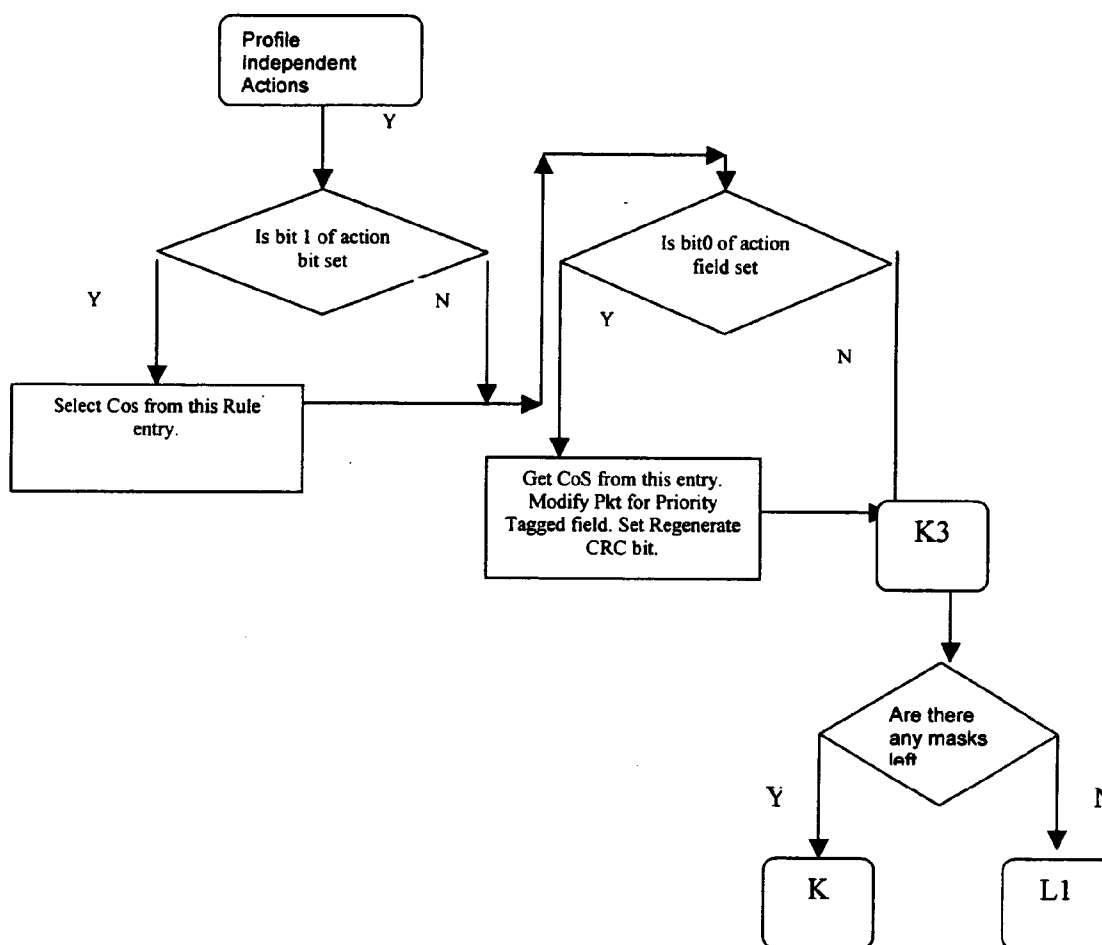 Profile
independent
Actions
Y
Is bit 1 of action
bit set
Y
N
Select Cos from this Rule
entry.
Is bit0 of action
field set
Y
N
Get CoS from this entry.
Modify Pkt for Priority
Tagged field. Set Regenerate
CRC bit.
K3
Are there
any masks
left
Y
N
K
L1